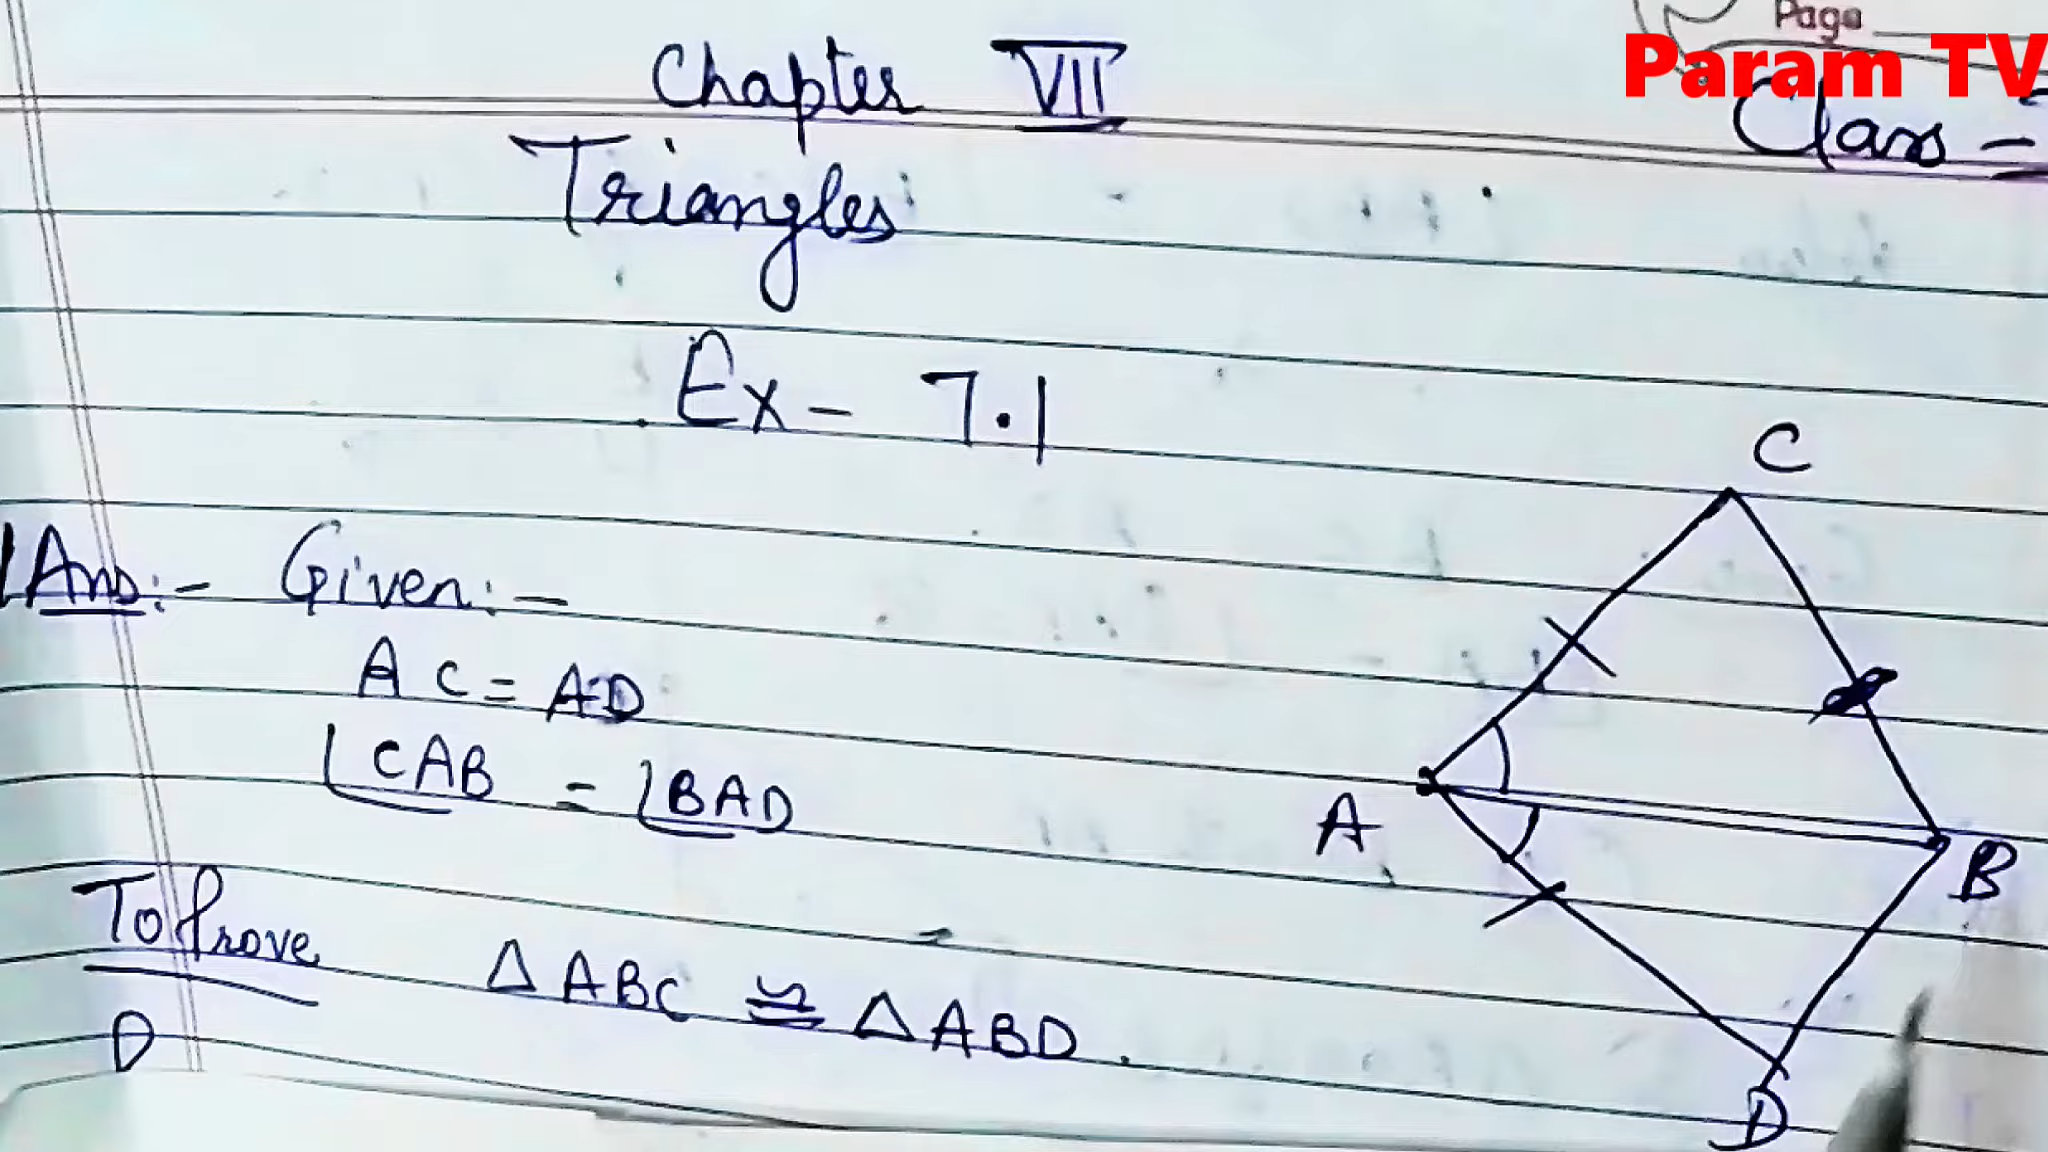 Page
Param TV
Chapter VII
Class -
Triangles
Ex - 7.1
C
1 Ans:- Given:-
AC = AD
∠CAB = ∠BAD
A
B
To Prove
△ABC ≅ △ABD.
P
D